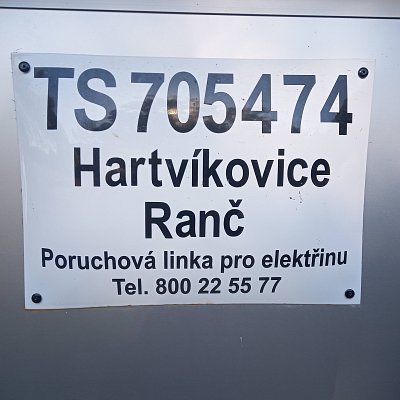 TS 705474
Hartvíkovice
Ranč
Poruchová linka pro elektřinu
Tel. 800 22 55 77